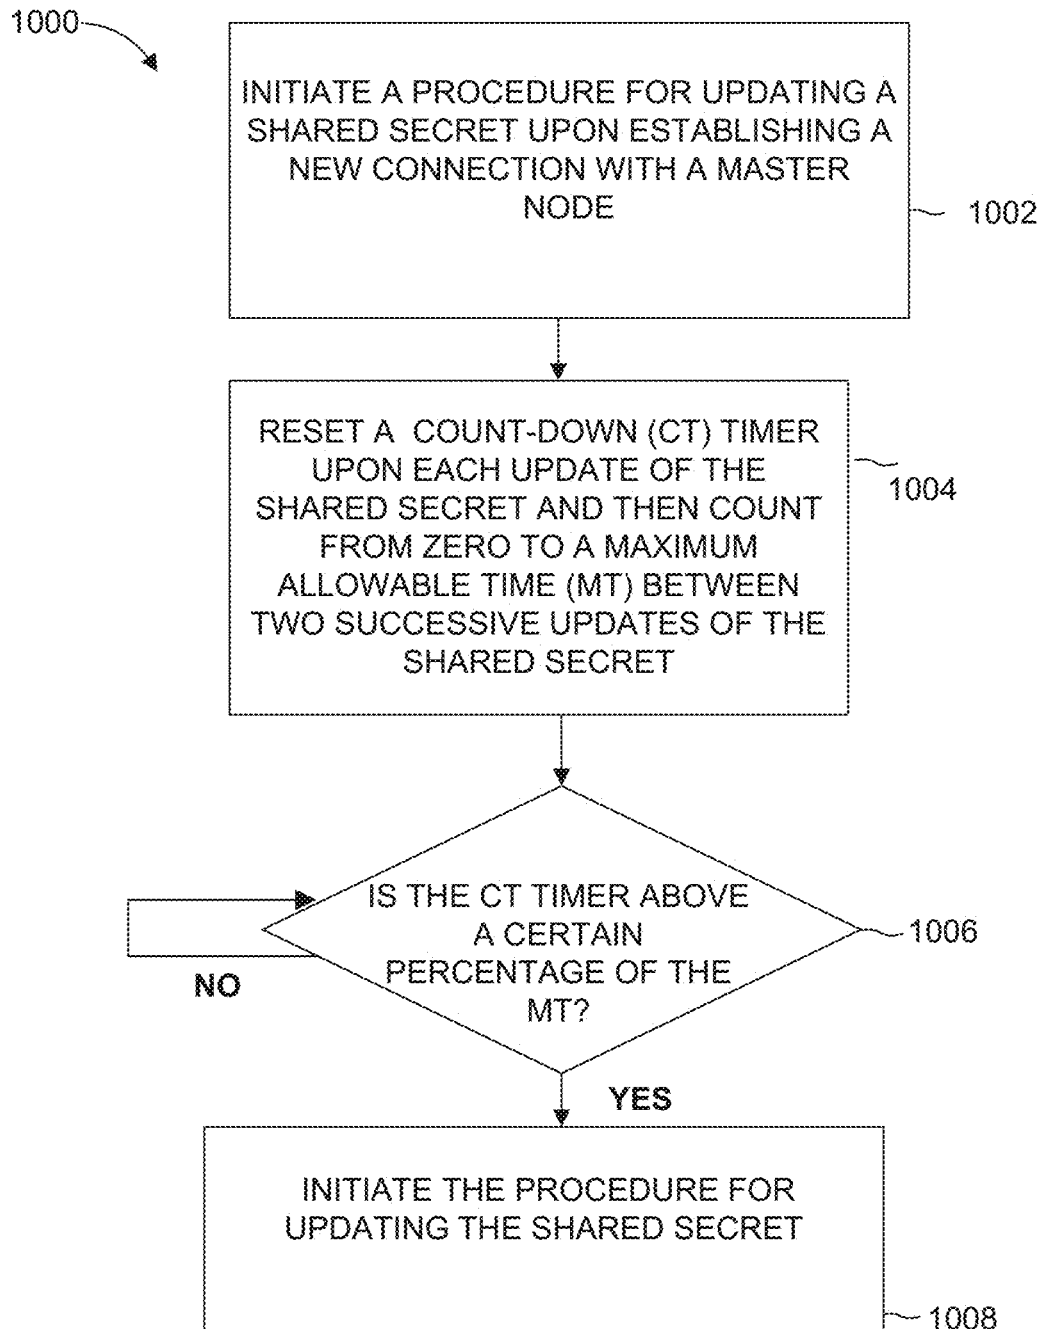 1000
INITIATE A PROCEDURE FOR UPDATING A
SHARED SECRET UPON ESTABLISHING A
NEW CONNECTION WITH A MASTER
NODE
1002
RESET A COUNT-DOWN (CT) TIMER
UPON EACH UPDATE OF THE
SHARED SECRET AND THEN COUNT
FROM ZERO TO A MAXIMUM
ALLOWABLE TIME (MT) BETWEEN
TWO SUCCESSIVE UPDATES OF THE
SHARED SECRET
1004
IS THE CT TIMER ABOVE
A CERTAIN
PERCENTAGE OF THE
MT?
1006
NO
YES
INITIATE THE PROCEDURE FOR
UPDATING THE SHARED SECRET
1008